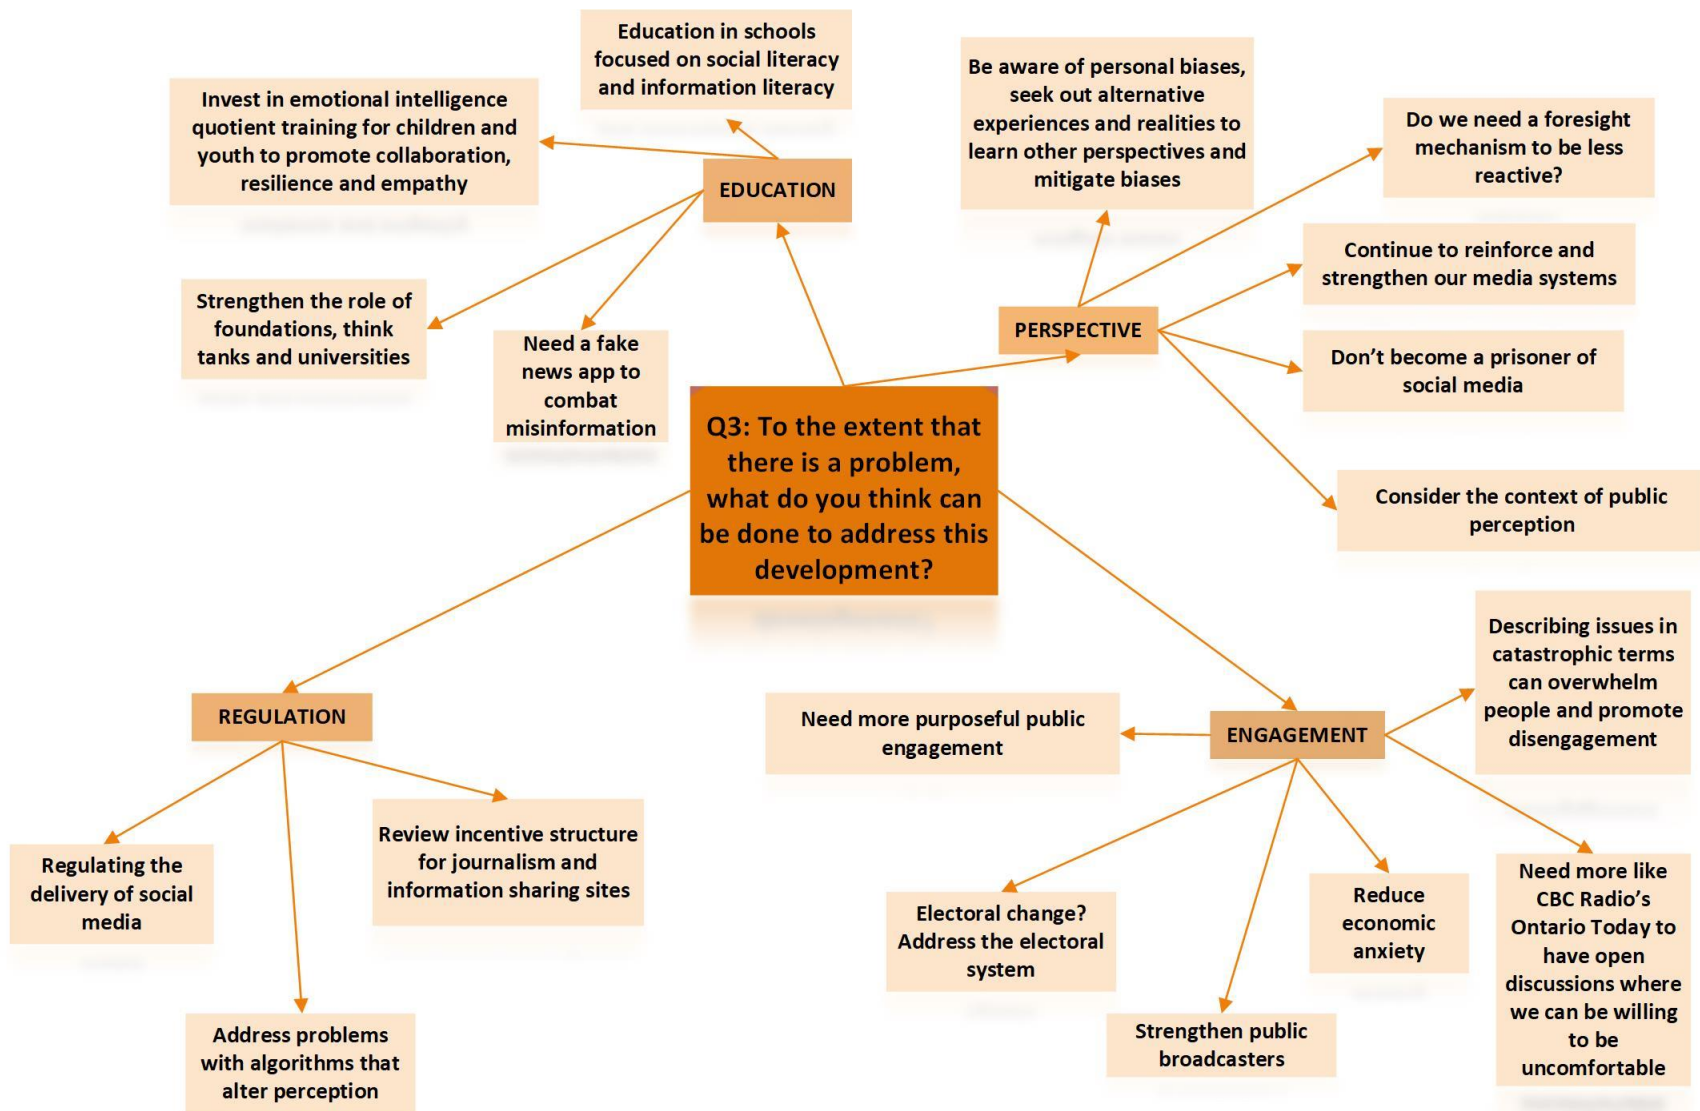 Education in schools
focused on social literacy
and information literacy
Invest in emotional intelligence
quotient training for children and
youth to promote collaboration,
resilience and empathy
EDUCATION
Strengthen the role of
foundations, think
tanks and universities
Need a fake
news app to
combat
misinformation
Be aware of personal biases,
seek out alternative
experiences and realities to
learn other perspectives and
mitigate biases
Do we need a foresight
mechanism to be less
reactive?
Continue to reinforce and
strengthen our media systems
PERSPECTIVE
Don’t become a prisoner of
social media
Consider the context of public
perception
Q3: To the extent that
there is a problem,
what do you think can
be done to address this
development?
REGULATION
Regulating the
delivery of social
media
Review incentive structure
for journalism and
information sharing sites
Address problems
with algorithms that
alter perception
Need more purposeful public
engagement
ENGAGEMENT
Describing issues in
catastrophic terms
can overwhelm
people and promote
disengagement
Electoral change?
Address the electoral
system
Strengthen public
broadcasters
Reduce
economic
anxiety
Need more like
CBC Radio’s
Ontario Today to
have open
discussions where
we can be willing
to be
uncomfortable